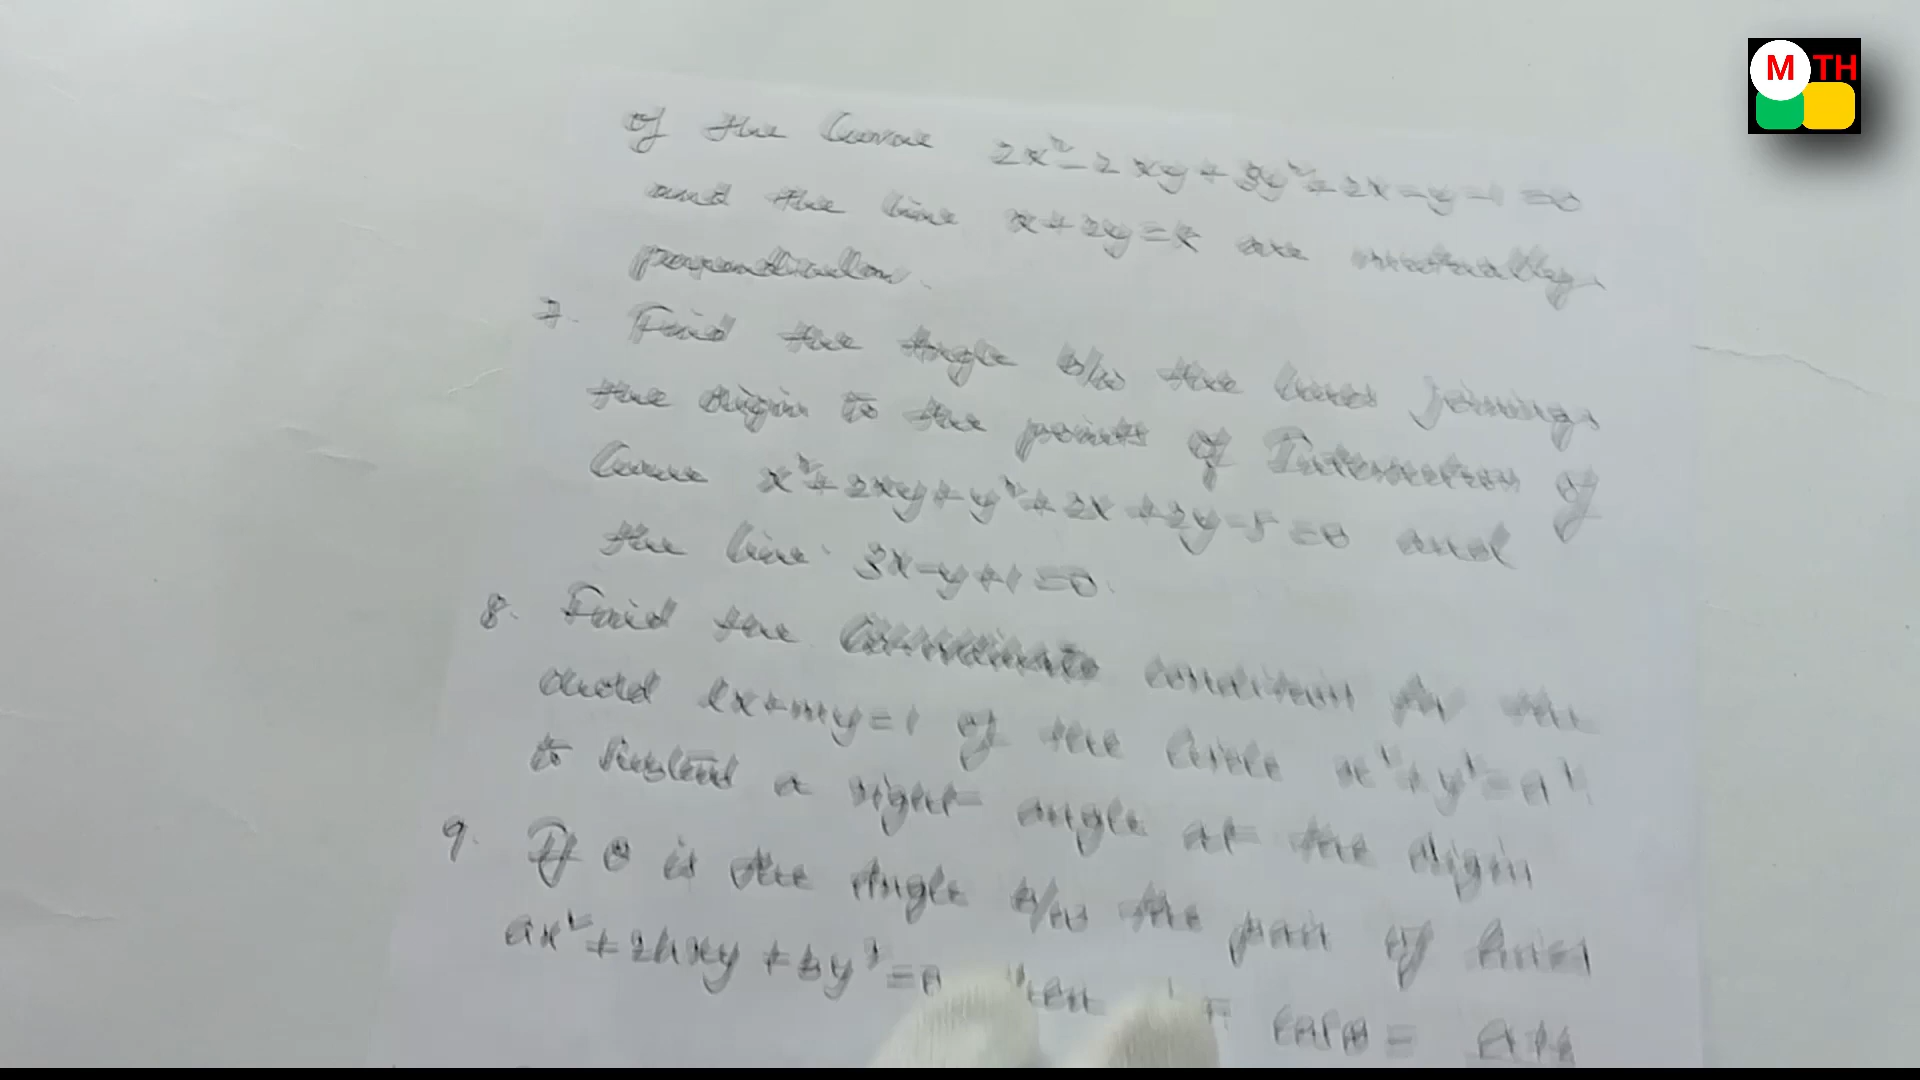 M TH
of the Curve 2x²-2xy+3y²+2x-y-1=0
and the line x+2y=k are mutually
perpendicular.
7. Find the Angle b/w the lines joining
the origin to the points of Intersection of
Curve x²+2xy+y²+2x+2y-5=0 and
the line 3x-y+1=0.
8. Find the condition for the
chord lx+my=1 of the circle x²+y²=a²
to subtend a right angle at the origin
9. If θ is the Angle b/w the pair of lines
ax²+2hxy+by²=0 cosθ = a+b